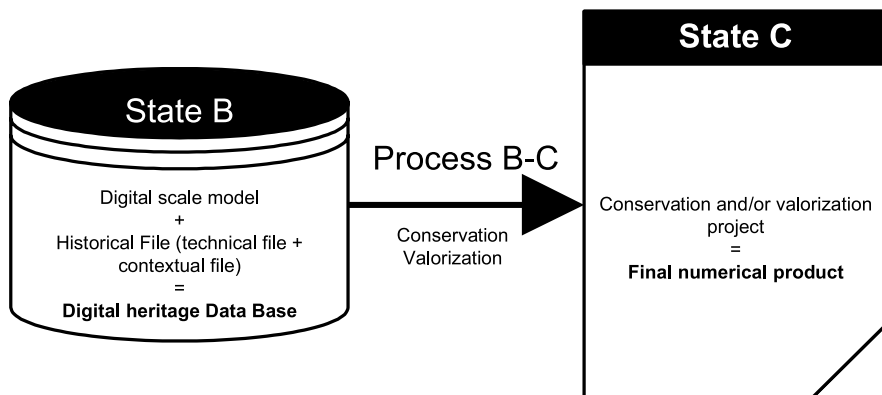 State B
Digital scale model
+
Historical File (technical file +
contextual file)
=
Digital heritage Data Base
Process B-C
Conservation
Valorization
State C
Conservation and/or valorization
project
=
Final numerical product